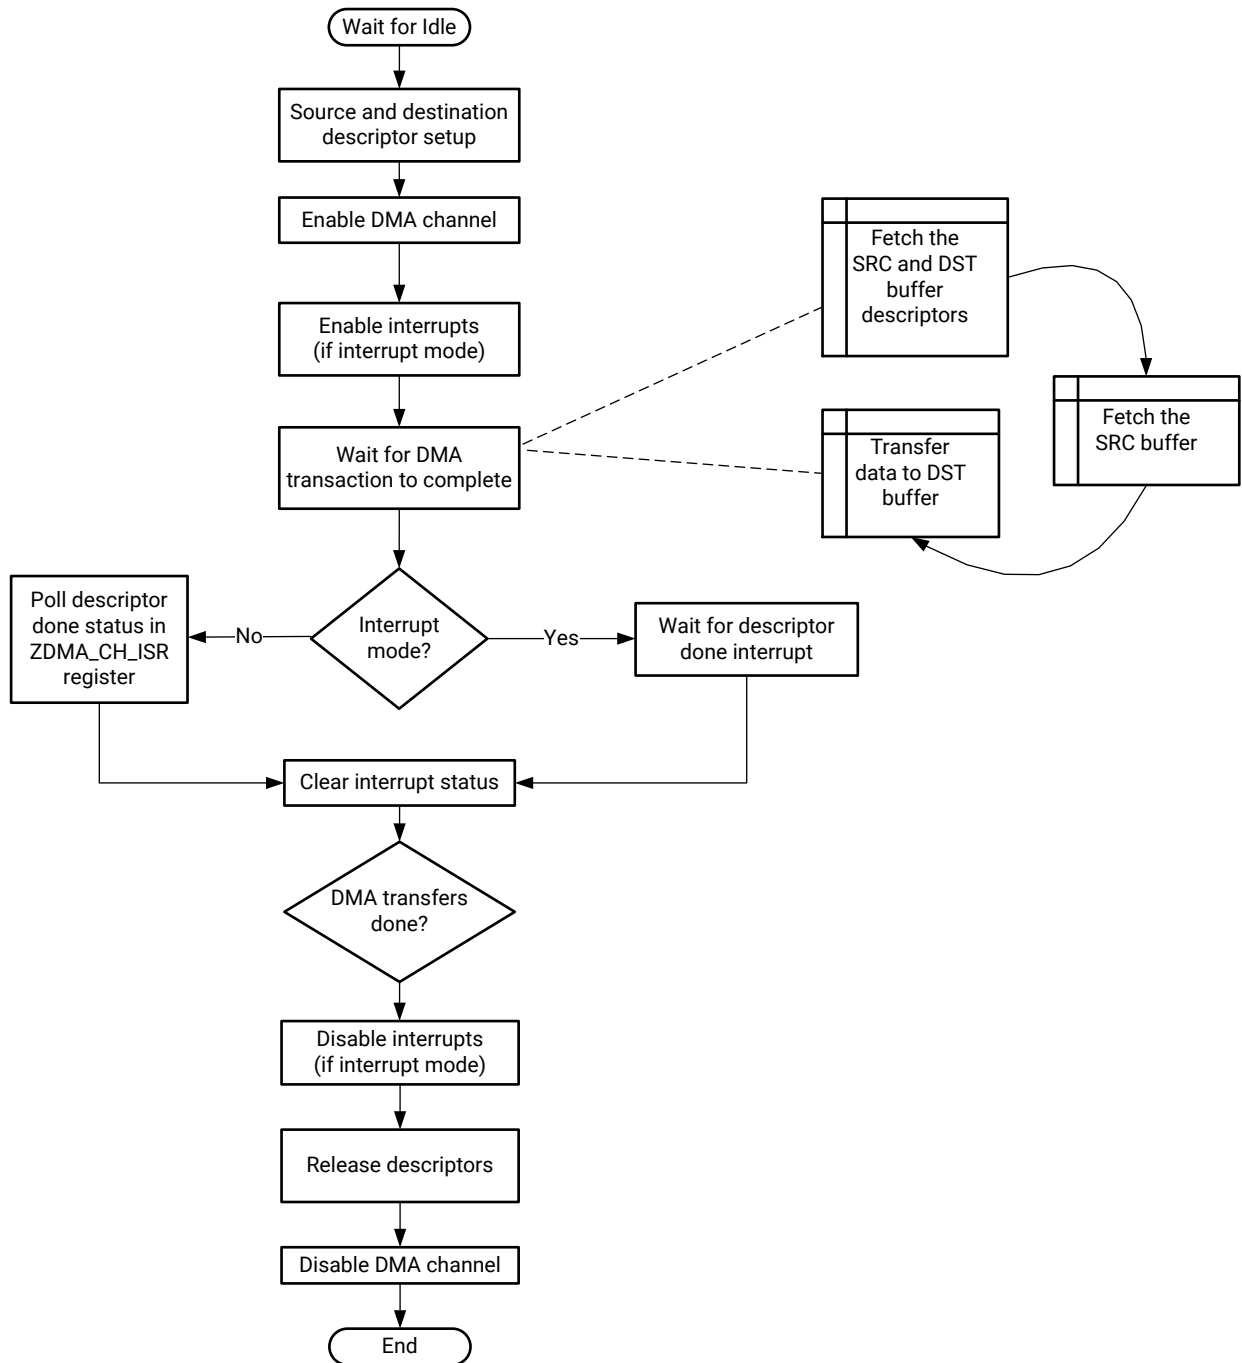 Wait for Idle
Source and destination
descriptor setup
Enable DMA channel
Enable interrupts
(if interrupt mode)
Wait for DMA
transaction to complete
Fetch the
SRC and DST
buffer
descriptors
Fetch the
SRC buffer
Transfer
data to DST
buffer
Interrupt
mode?
No
Yes
Poll descriptor
done status in
ZDMA_CH_ISR
register
Wait for descriptor
done interrupt
Clear interrupt status
DMA transfers
done?
Disable interrupts
(if interrupt mode)
Release descriptors
Disable DMA channel
End